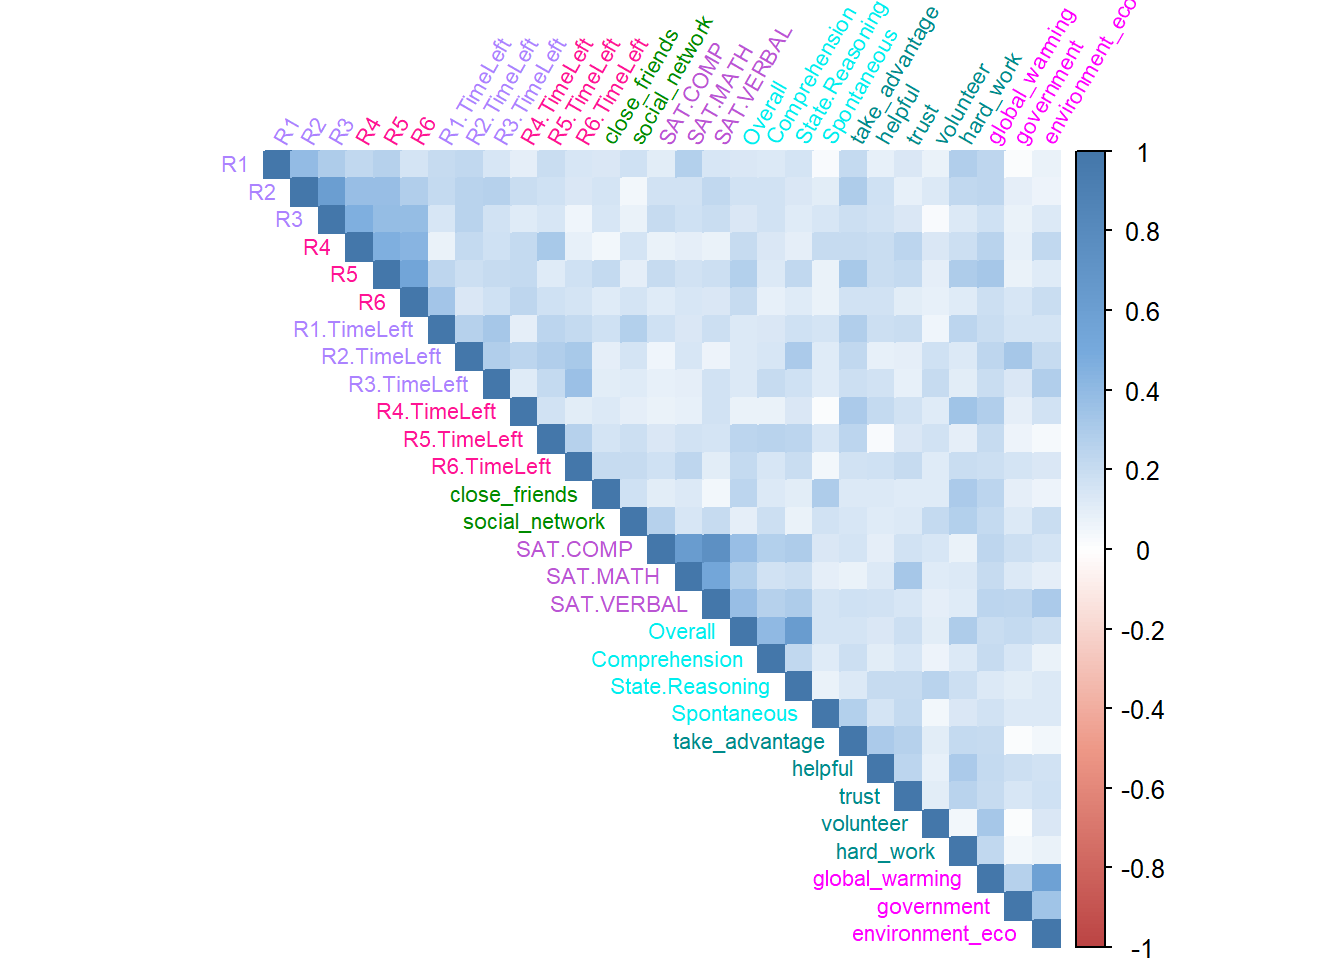 R1
R2
R3
R4
R5
R6
R1.TimeLeft
R2.TimeLeft
R3.TimeLeft
R4.TimeLeft
R5.TimeLeft
R6.TimeLeft
close_friends
social_network
SAT.COMP
SAT.MATH
SAT.VERBAL
Overall
Comprehension
State.Reasoning
Spontaneous
take_advantage
helpful
trust
volunteer
hard_work
global_warming
government
environment_eco
R1
R2
R3
R4
R5
R6
R1.TimeLeft
R2.TimeLeft
R3.TimeLeft
R4.TimeLeft
R5.TimeLeft
R6.TimeLeft
close_friends
social_network
SAT.COMP
SAT.MATH
SAT.VERBAL
Overall
Comprehension
State.Reasoning
Spontaneous
take_advantage
helpful
trust
volunteer
hard_work
global_warming
government
environment_eco
1
0.8
0.6
0.4
0.2
0
-0.2
-0.4
-0.6
-0.8
-1